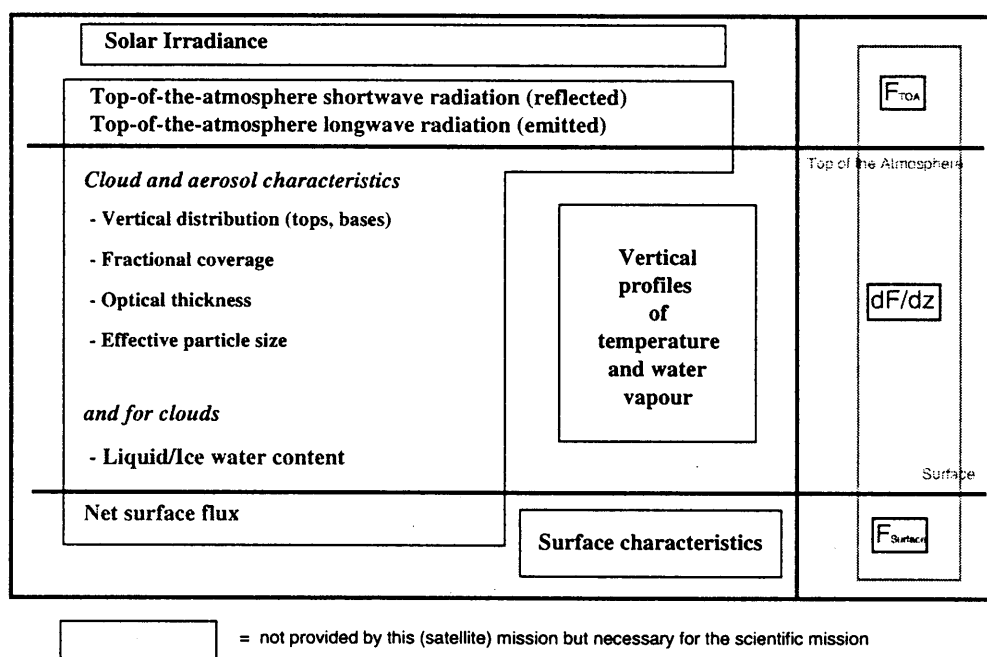 Solar Irradiance
Top-of-the-atmosphere shortwave radiation (reflected)
Top-of-the-atmosphere longwave radiation (emitted)
F TOA
Top of the Atmosphere
Cloud and aerosol characteristics
- Vertical distribution (tops, bases)
- Fractional coverage
- Optical thickness
- Effective particle size
and for clouds
- Liquid/Ice water content
Vertical
profiles
of
temperature
and water
vapour
dF/dz
Surface
Net surface flux
Surface characteristics
F Surface
= not provided by this (satellite) mission but necessary for the scientific mission